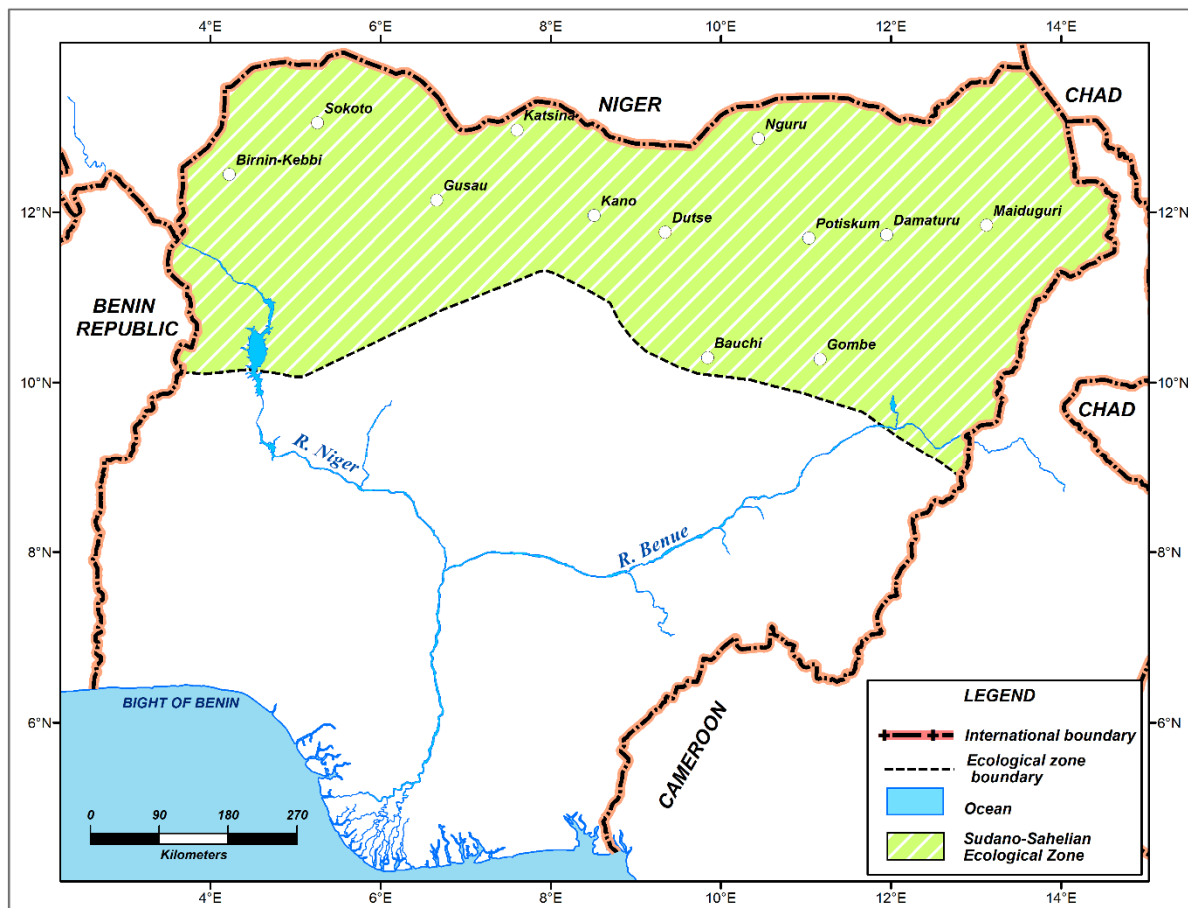 4°E 6°E 8°E 10°E 12°E 14°E
NIGER
CHAD
Sokoto
Katsina
Nguru
Birnin-Kebbi
Gusau
Kano
Dutse
Potiskum
Damaturu
Maiduguri
12°N 12°N
BENIN
REPUBLIC
Bauchi
Gombe
10°N 10°N
CHAD
R. Niger
R. Benue
8°N 8°N
BIGHT OF BENIN
6°N 6°N
CAMEROON
LEGEND
International boundary
Ecological zone
boundary
Ocean
Sudano-Sahelian
Ecological Zone
0 90 180 270
Kilometers
4°E 6°E 8°E 10°E 12°E 14°E